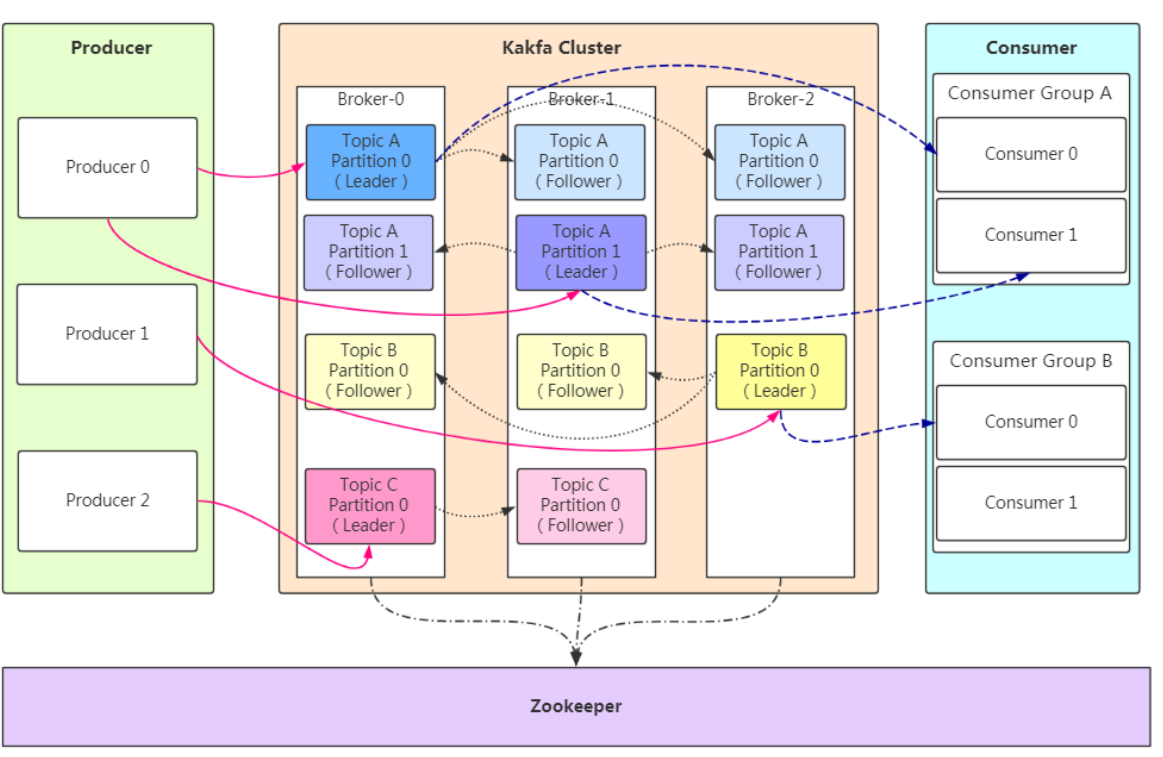 Producer
Producer 0
Producer 1
Producer 2
Kakfa Cluster
Broker-0
Topic A
Partition 0
( Leader )
Topic A
Partition 1
( Follower )
Topic B
Partition 0
( Follower )
Topic C
Partition 0
( Leader )
Broker-1
Topic A
Partition 0
( Follower )
Topic A
Partition 1
( Leader )
Topic B
Partition 0
( Follower )
Topic C
Partition 0
( Follower )
Broker-2
Topic A
Partition 0
( Follower )
Topic A
Partition 1
( Follower )
Topic B
Partition 0
( Leader )
Consumer
Consumer Group A
Consumer 0
Consumer 1
Consumer Group B
Consumer 0
Consumer 1
Zookeeper